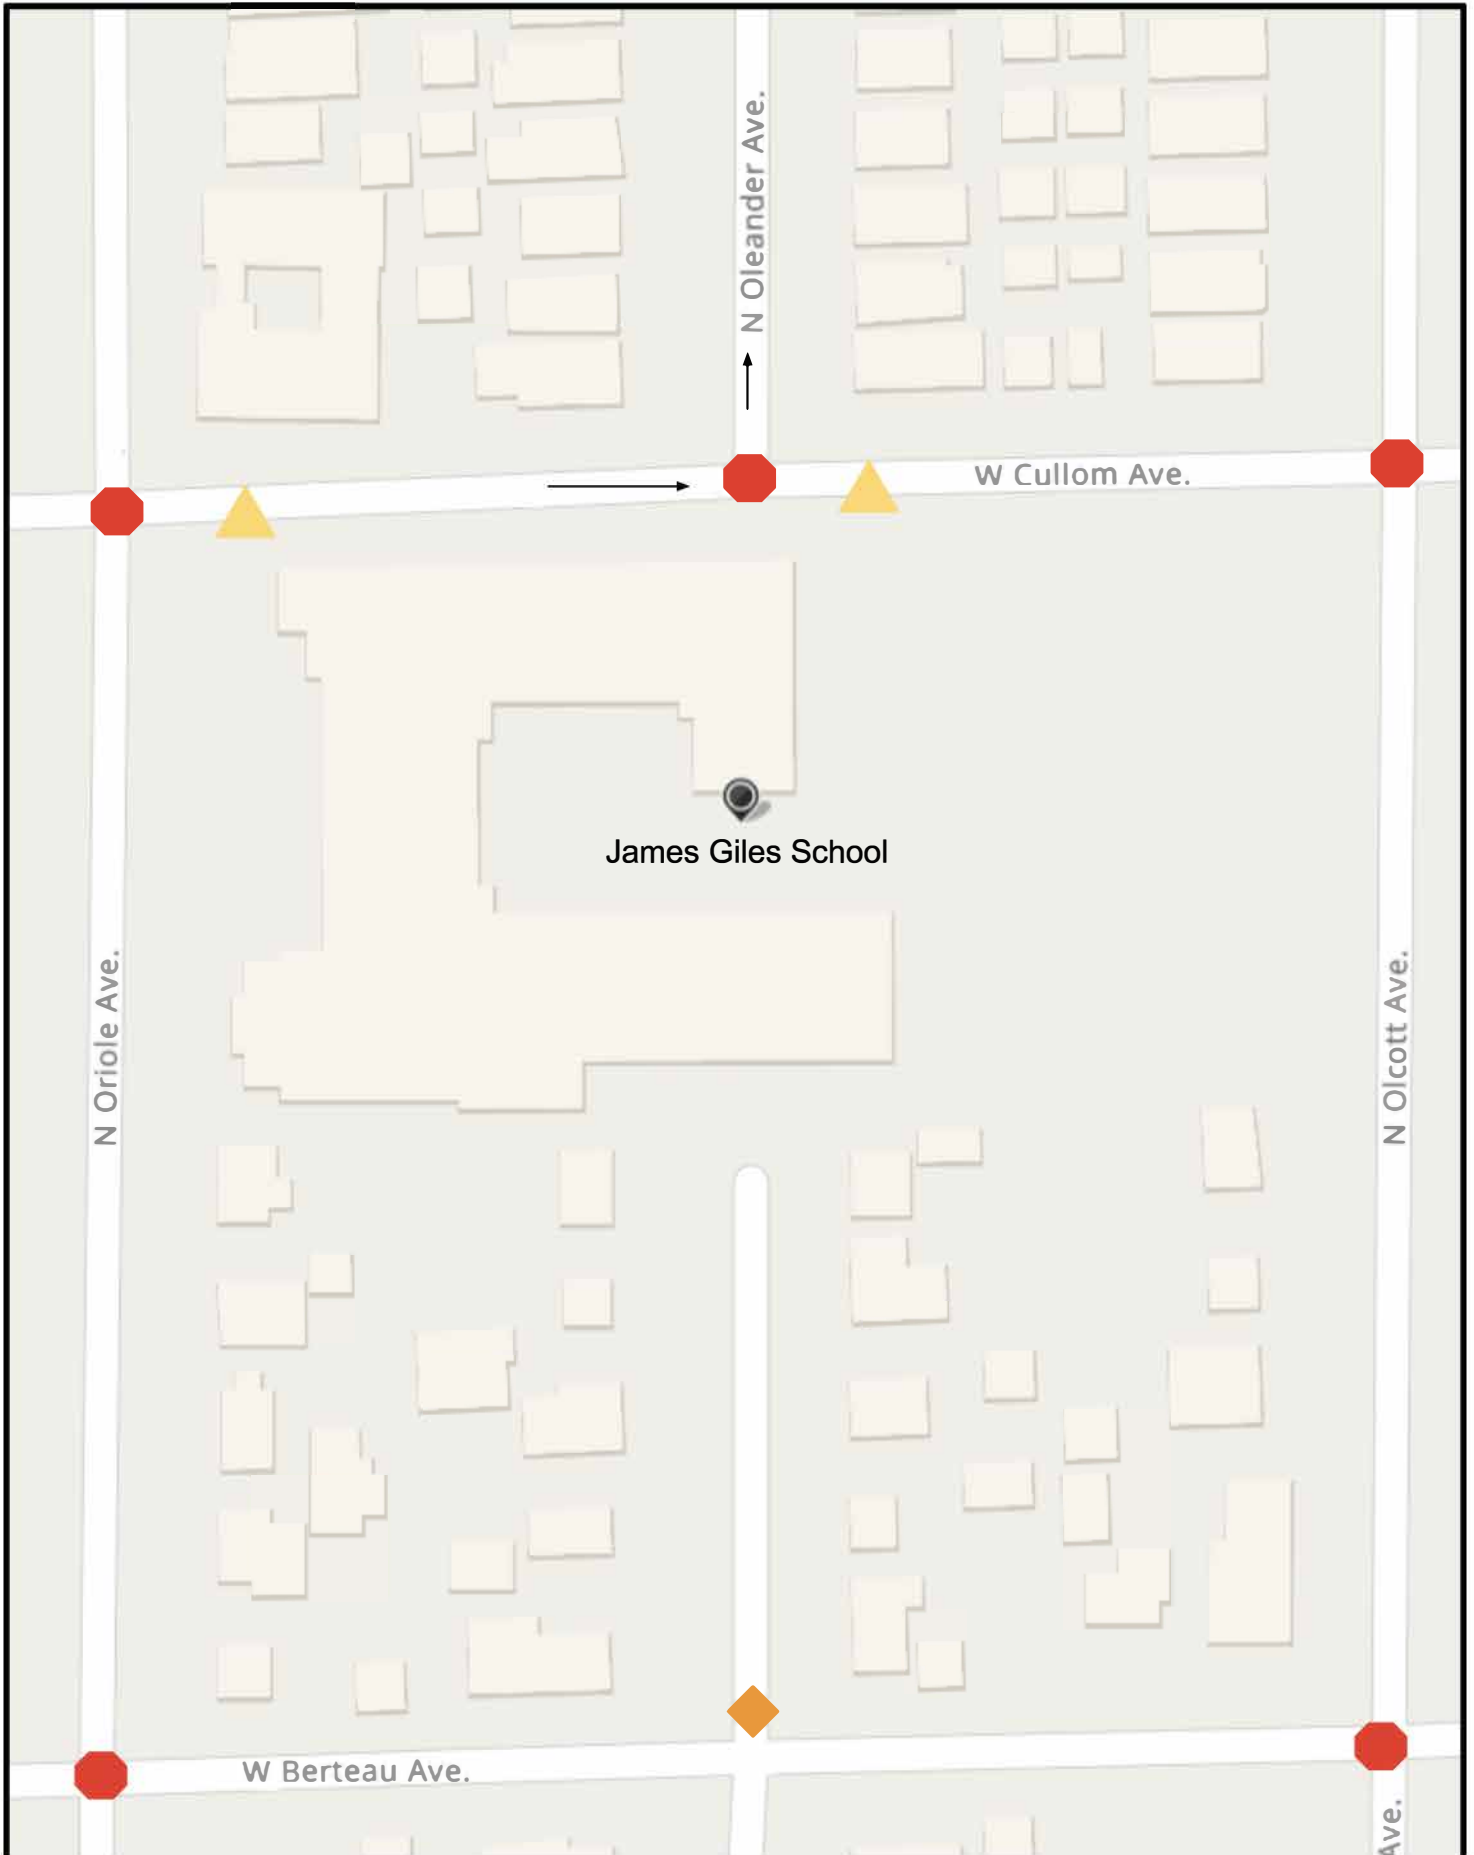 N Oleander Ave.
W Cullom Ave.
James Giles School
N Oriole Ave.
N Olcott Ave.
W Berteau Ave.
Ave.